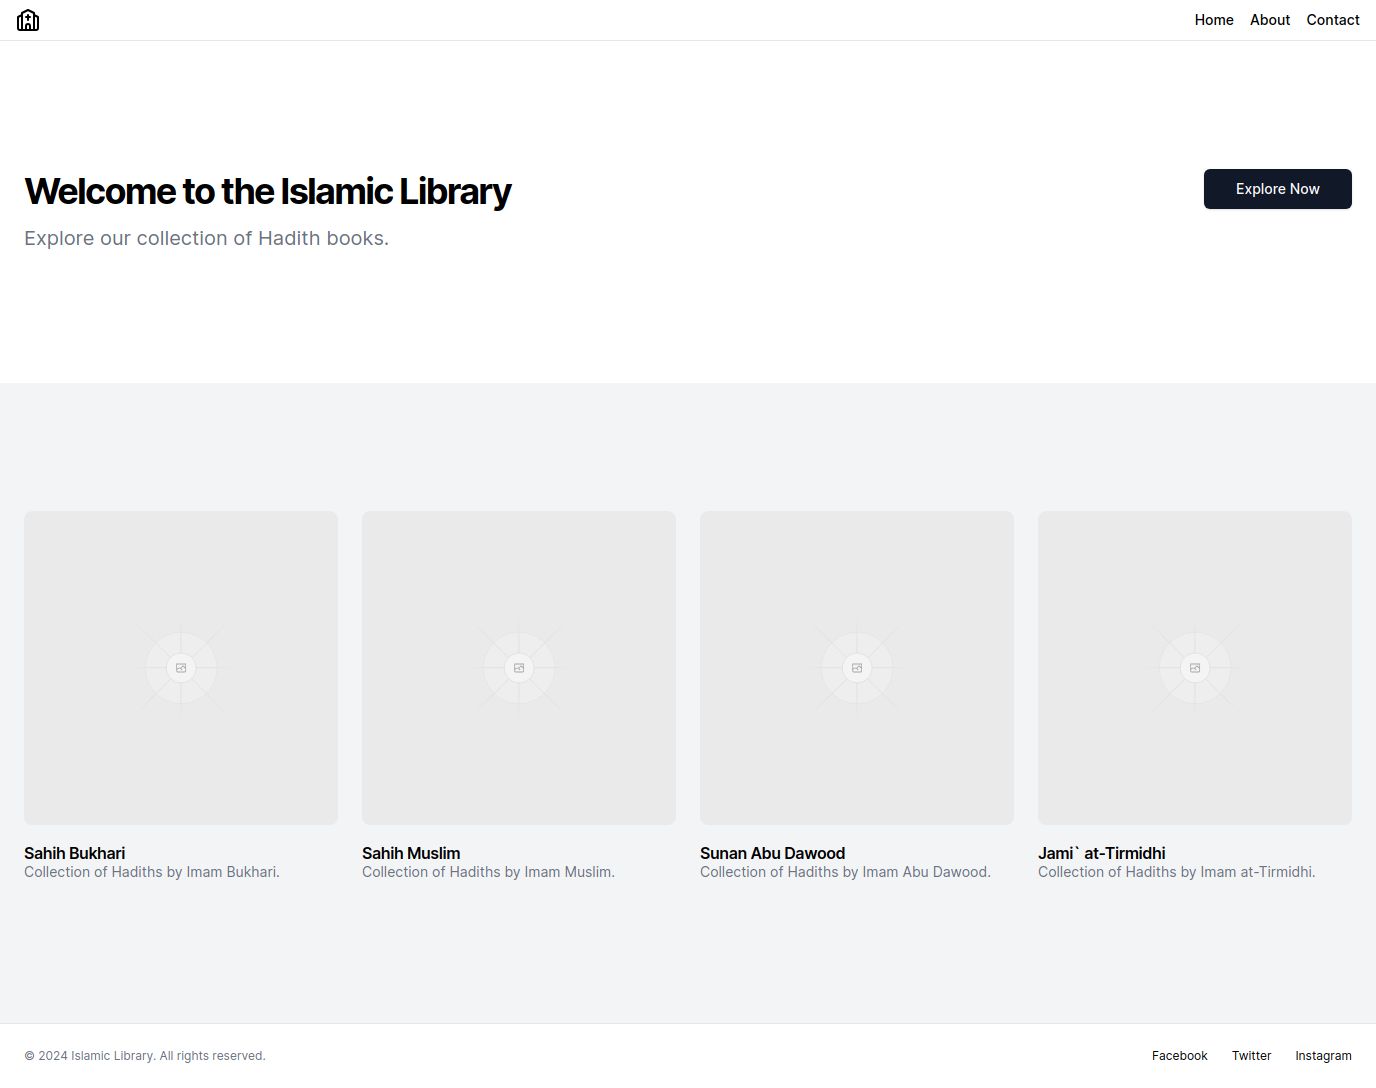 Home About Contact
Welcome to the Islamic Library
Explore our collection of Hadith books.
Explore Now
Sahih Bukhari
Collection of Hadiths by Imam Bukhari.
Sahih Muslim
Collection of Hadiths by Imam Muslim.
Sunan Abu Dawood
Collection of Hadiths by Imam Abu Dawood.
Jami` at-Tirmidhi
Collection of Hadiths by Imam at-Tirmidhi.
© 2024 Islamic Library. All rights reserved.
Facebook Twitter Instagram